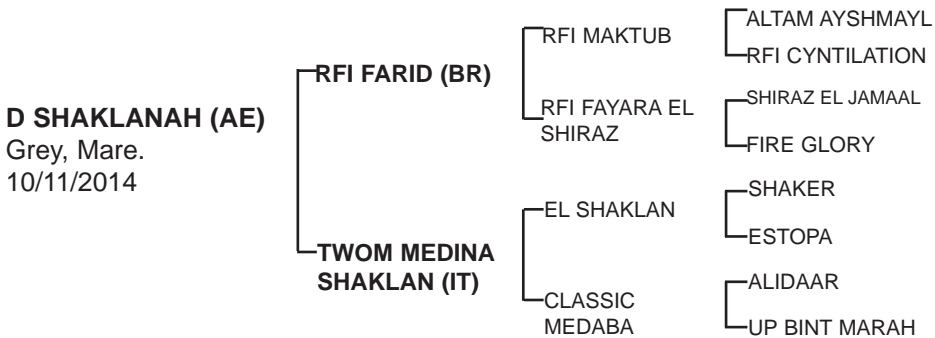 D SHAKLANAH (AE)
Grey, Mare.
10/11/2014
RFI FARID (BR)
TWOM MEDINA
SHAKLAN (IT)
RFI MAKTUB
RFI FAYARA EL
SHIRAZ
EL SHAKLAN
CLASSIC
MEDABA
ALTAM AYSHMAYL
RFI CYNTILATION
SHIRAZ EL JAMAAL
FIRE GLORY
SHAKER
ESTOPA
ALIDAAR
UP BINT MARAH